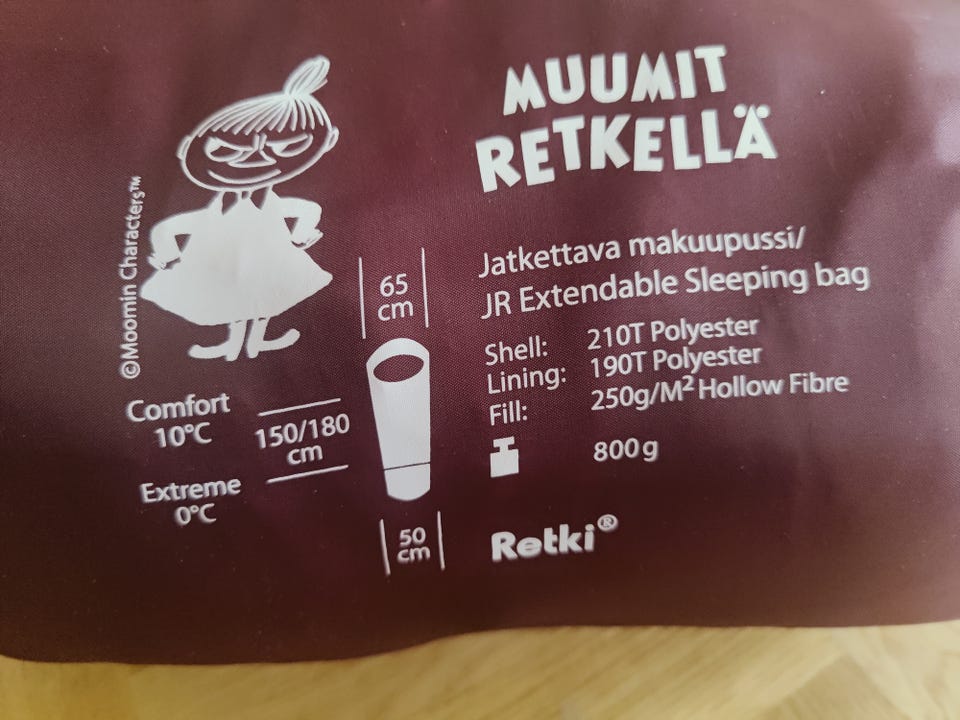 MUUMIT
RETKELLÄ
©Moomin Characters™
Jatkettava makuupussi/
JR Extendable Sleeping bag
65
cm
Shell: 210T Polyester
Lining: 190T Polyester
Fill: 250g/M² Hollow Fibre
800g
Comfort
10°C
150/180
cm
Extreme
0°C
50
cm
Retki®